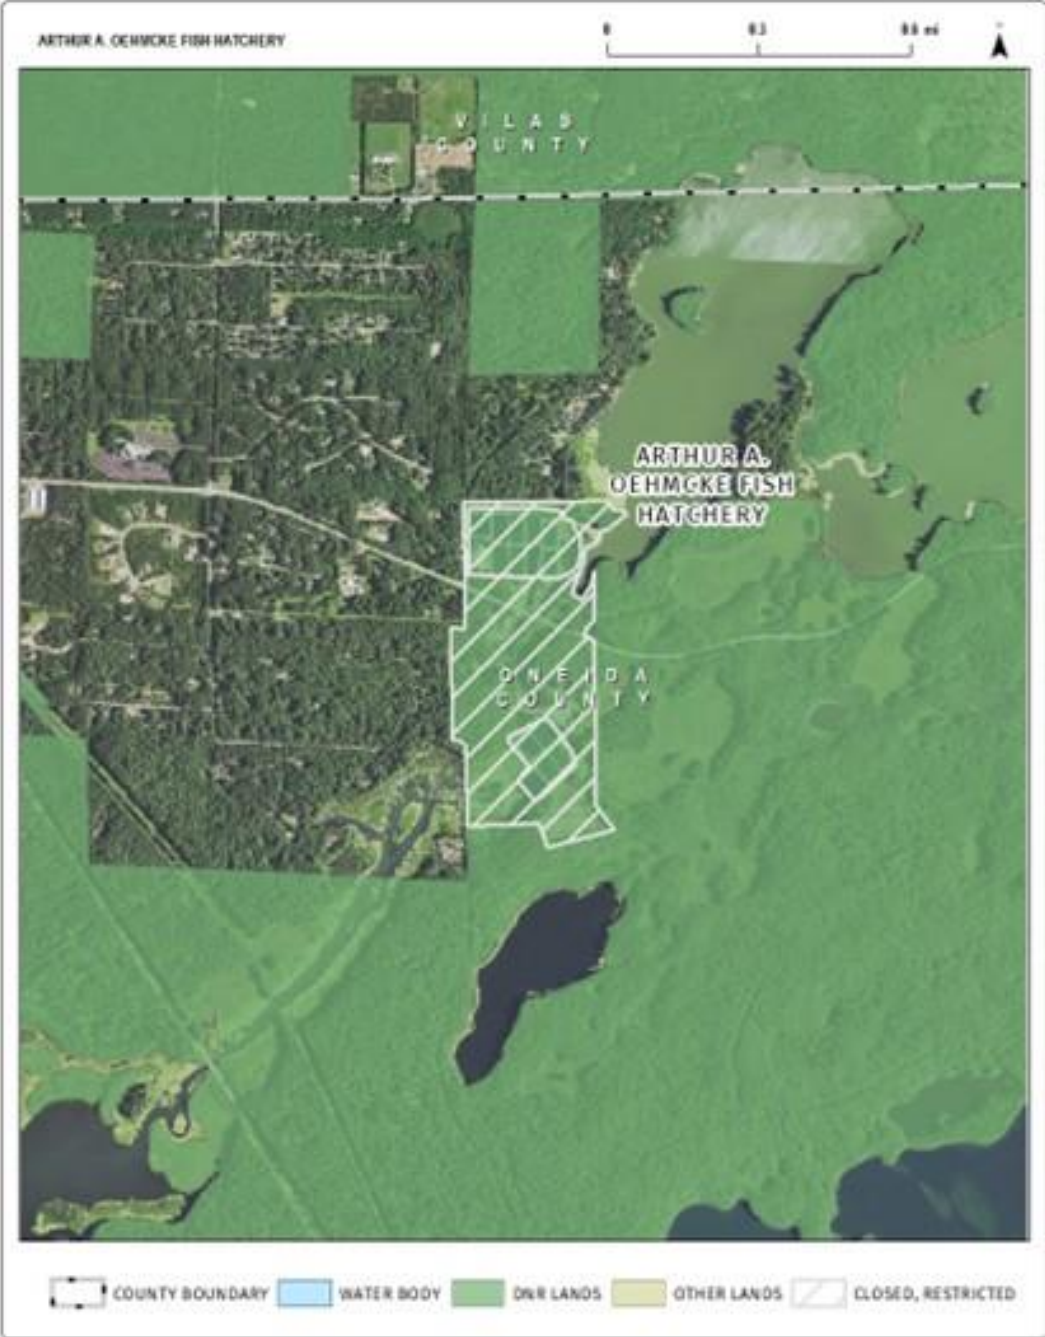 ARTHUR A. OEHMCKE FISH HATCHERY
0 0.3 0.6 mi
VILAS
COUNTY
ARTHUR A.
OEHMCKE FISH
HATCHERY
ONEIDA
COUNTY
COUNTY BOUNDARY WATER BODY DNR LANDS OTHER LANDS CLOSED, RESTRICTED